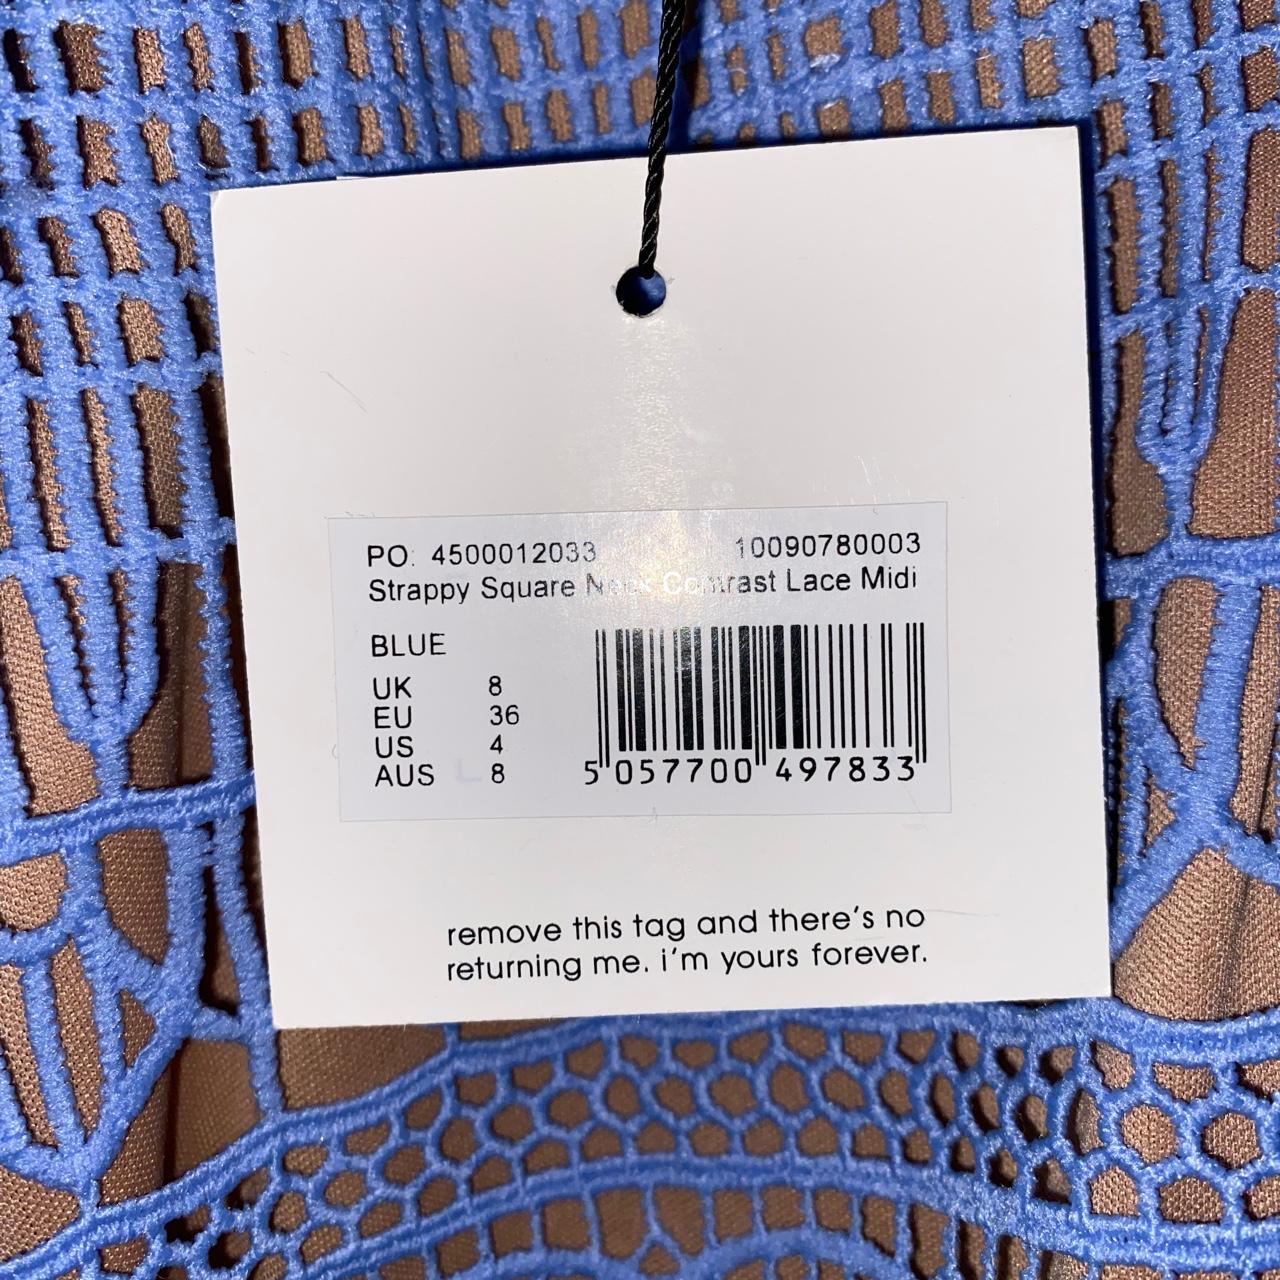 PO: 4500012033 10090780003
Strappy Square Neck Contrast Lace Midi
BLUE
UK 8
EU 36
US 4
AUS 8
5 057700 497833
remove this tag and there's no
returning me. i'm yours forever.